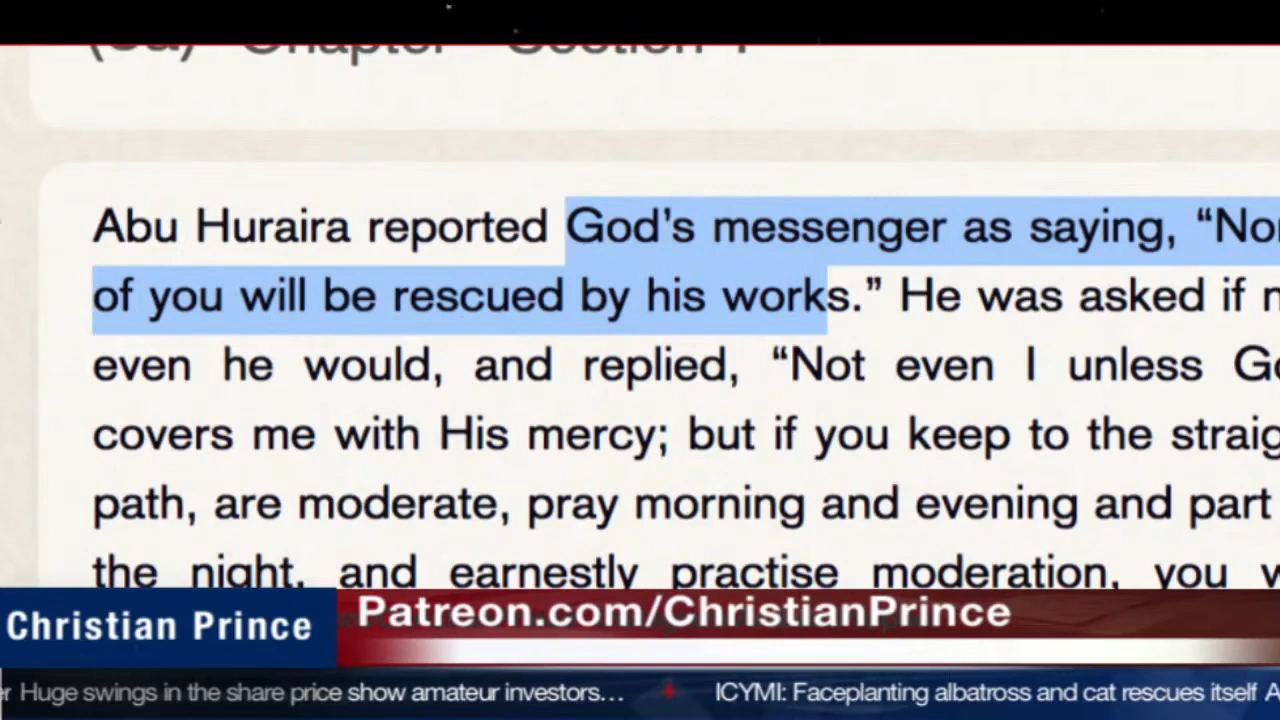 (3a) Chapter - Section 1
Abu Huraira reported God's messenger as saying, “No
of you will be rescued by his works.” He was asked if
even he would, and replied, “Not even I unless
covers me with His mercy; but if you keep to the straig
path, are moderate, pray morning and evening and part
the night, and earnestly practise moderation, you w
Christian Prince
Patreon.com/ChristianPrince
r Huge swings in the share price show amateur investors…
ICYMI: Faceplanting albatross and cat rescues itself A